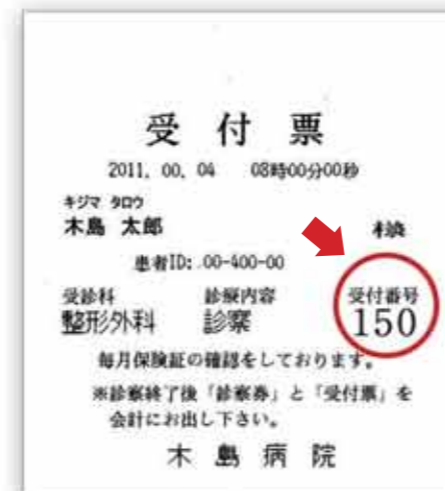 受付票
2011. 00. 04 08時00分00秒
キジマ タロウ
木島 太郎
患者ID: 00-400-00
受診科 診療内容 受付番号
整形外科 診察 150
毎月保険証の確認をしております。
※診察終了後「診察券」と「受付票」を
会計にお出し下さい。
木島病院